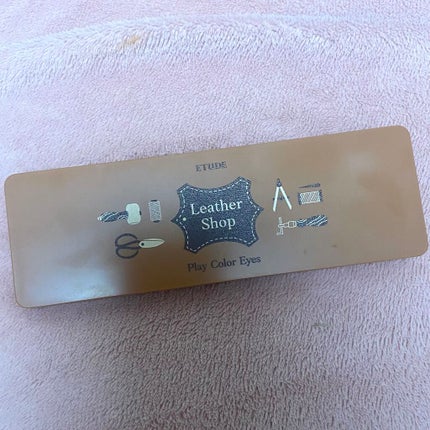 ETUDE
Leather
Shop
Play Color Eyes